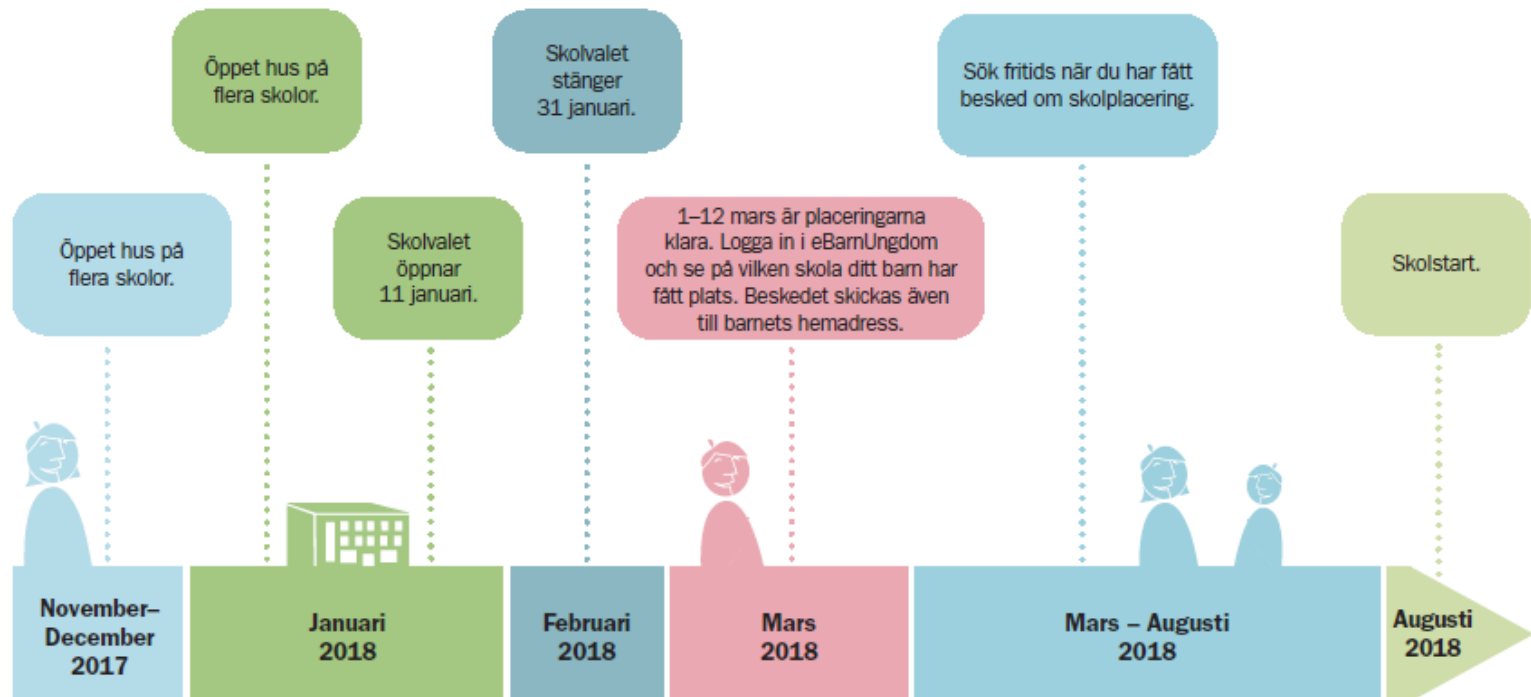 Öppet hus på
flera skolor.
Öppet hus på
flera skolor.
Skolvalet
öppnar
11 januari.
Skolvalet
stänger
31 januari.
1–12 mars är placeringarna
klara. Logga in i eBarnUngdom
och se på vilken skola ditt barn har
fått plats. Beskedet skickas även
till barnets hemadress.
Sök fritids när du har fått
besked om skolplacering.
Skolstart.
November–
December
2017
Januari
2018
Februari
2018
Mars
2018
Mars – Augusti
2018
Augusti
2018